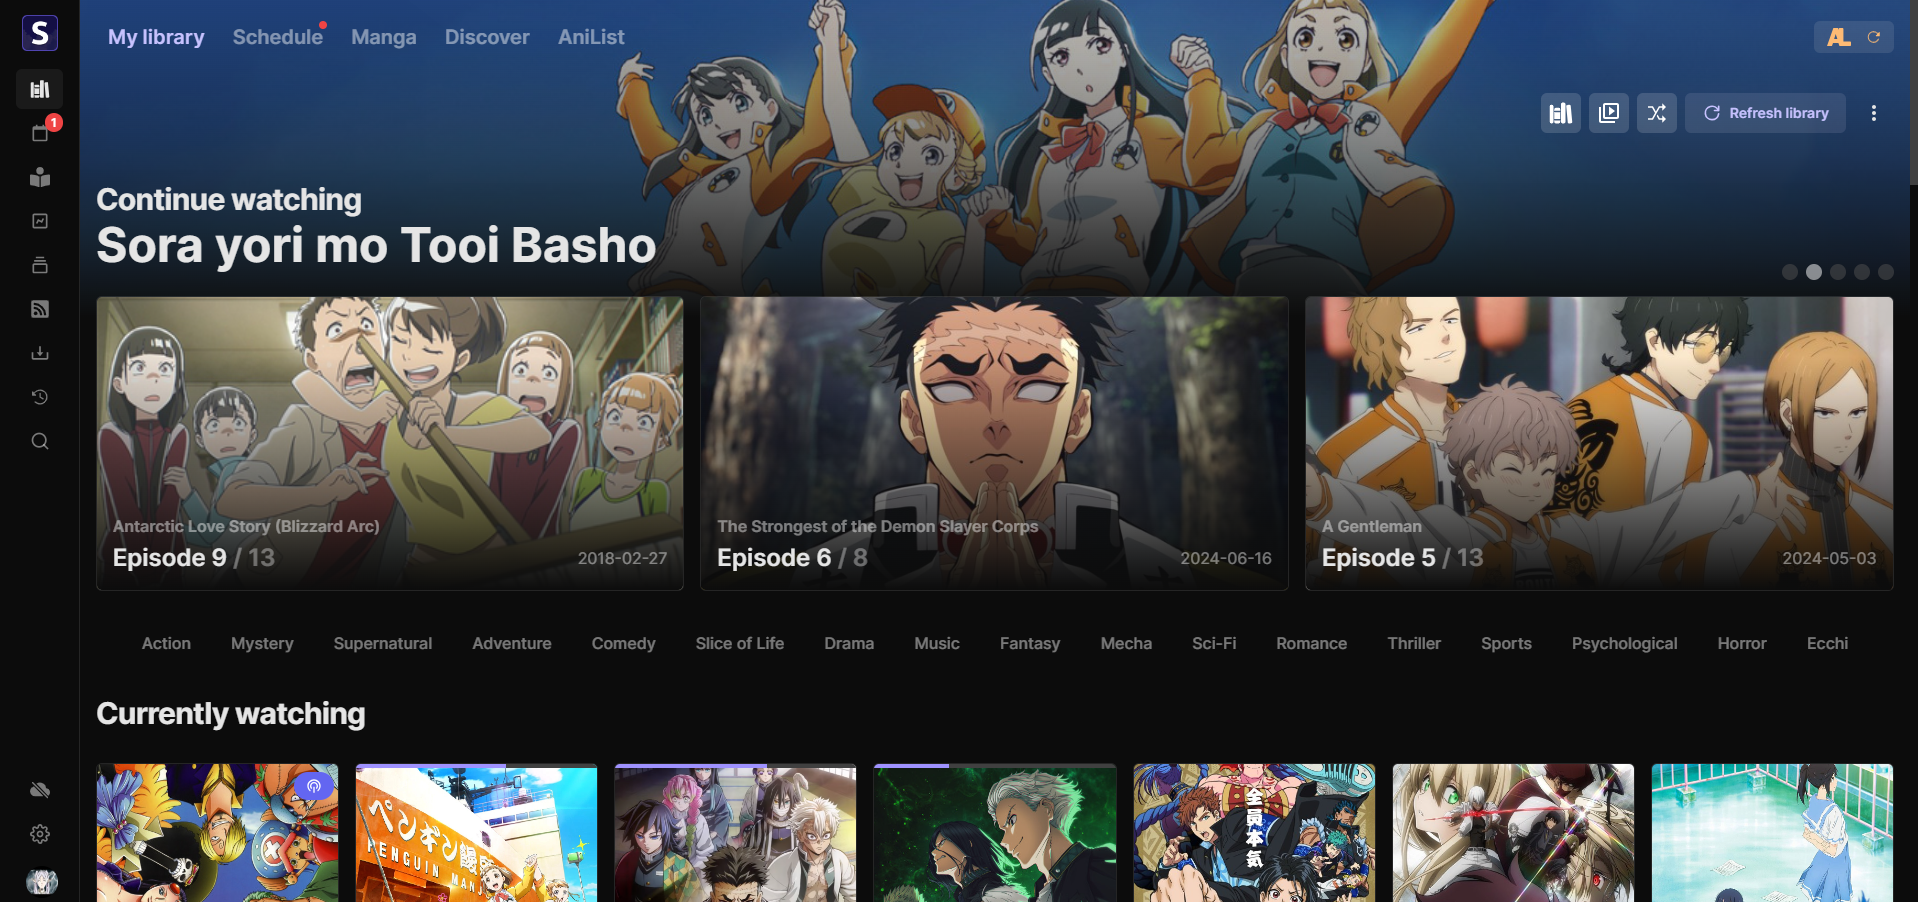 S
My library
Schedule
Manga
Discover
AniList
AL
1
Refresh library
Continue watching
Sora yori mo Tooi Basho
Antarctic Love Story (Blizzard Arc)
Episode 9 / 13
2018-02-27
The Strongest of the Demon Slayer Corps
Episode 6 / 8
2024-06-16
A Gentleman
Episode 5 / 13
2024-05-03
Action
Mystery
Supernatural
Adventure
Comedy
Slice of Life
Drama
Music
Fantasy
Mecha
Sci-Fi
Romance
Thriller
Sports
Psychological
Horror
Ecchi
Currently watching
ペンギン饅
PENGUIN MANJ
全員本気